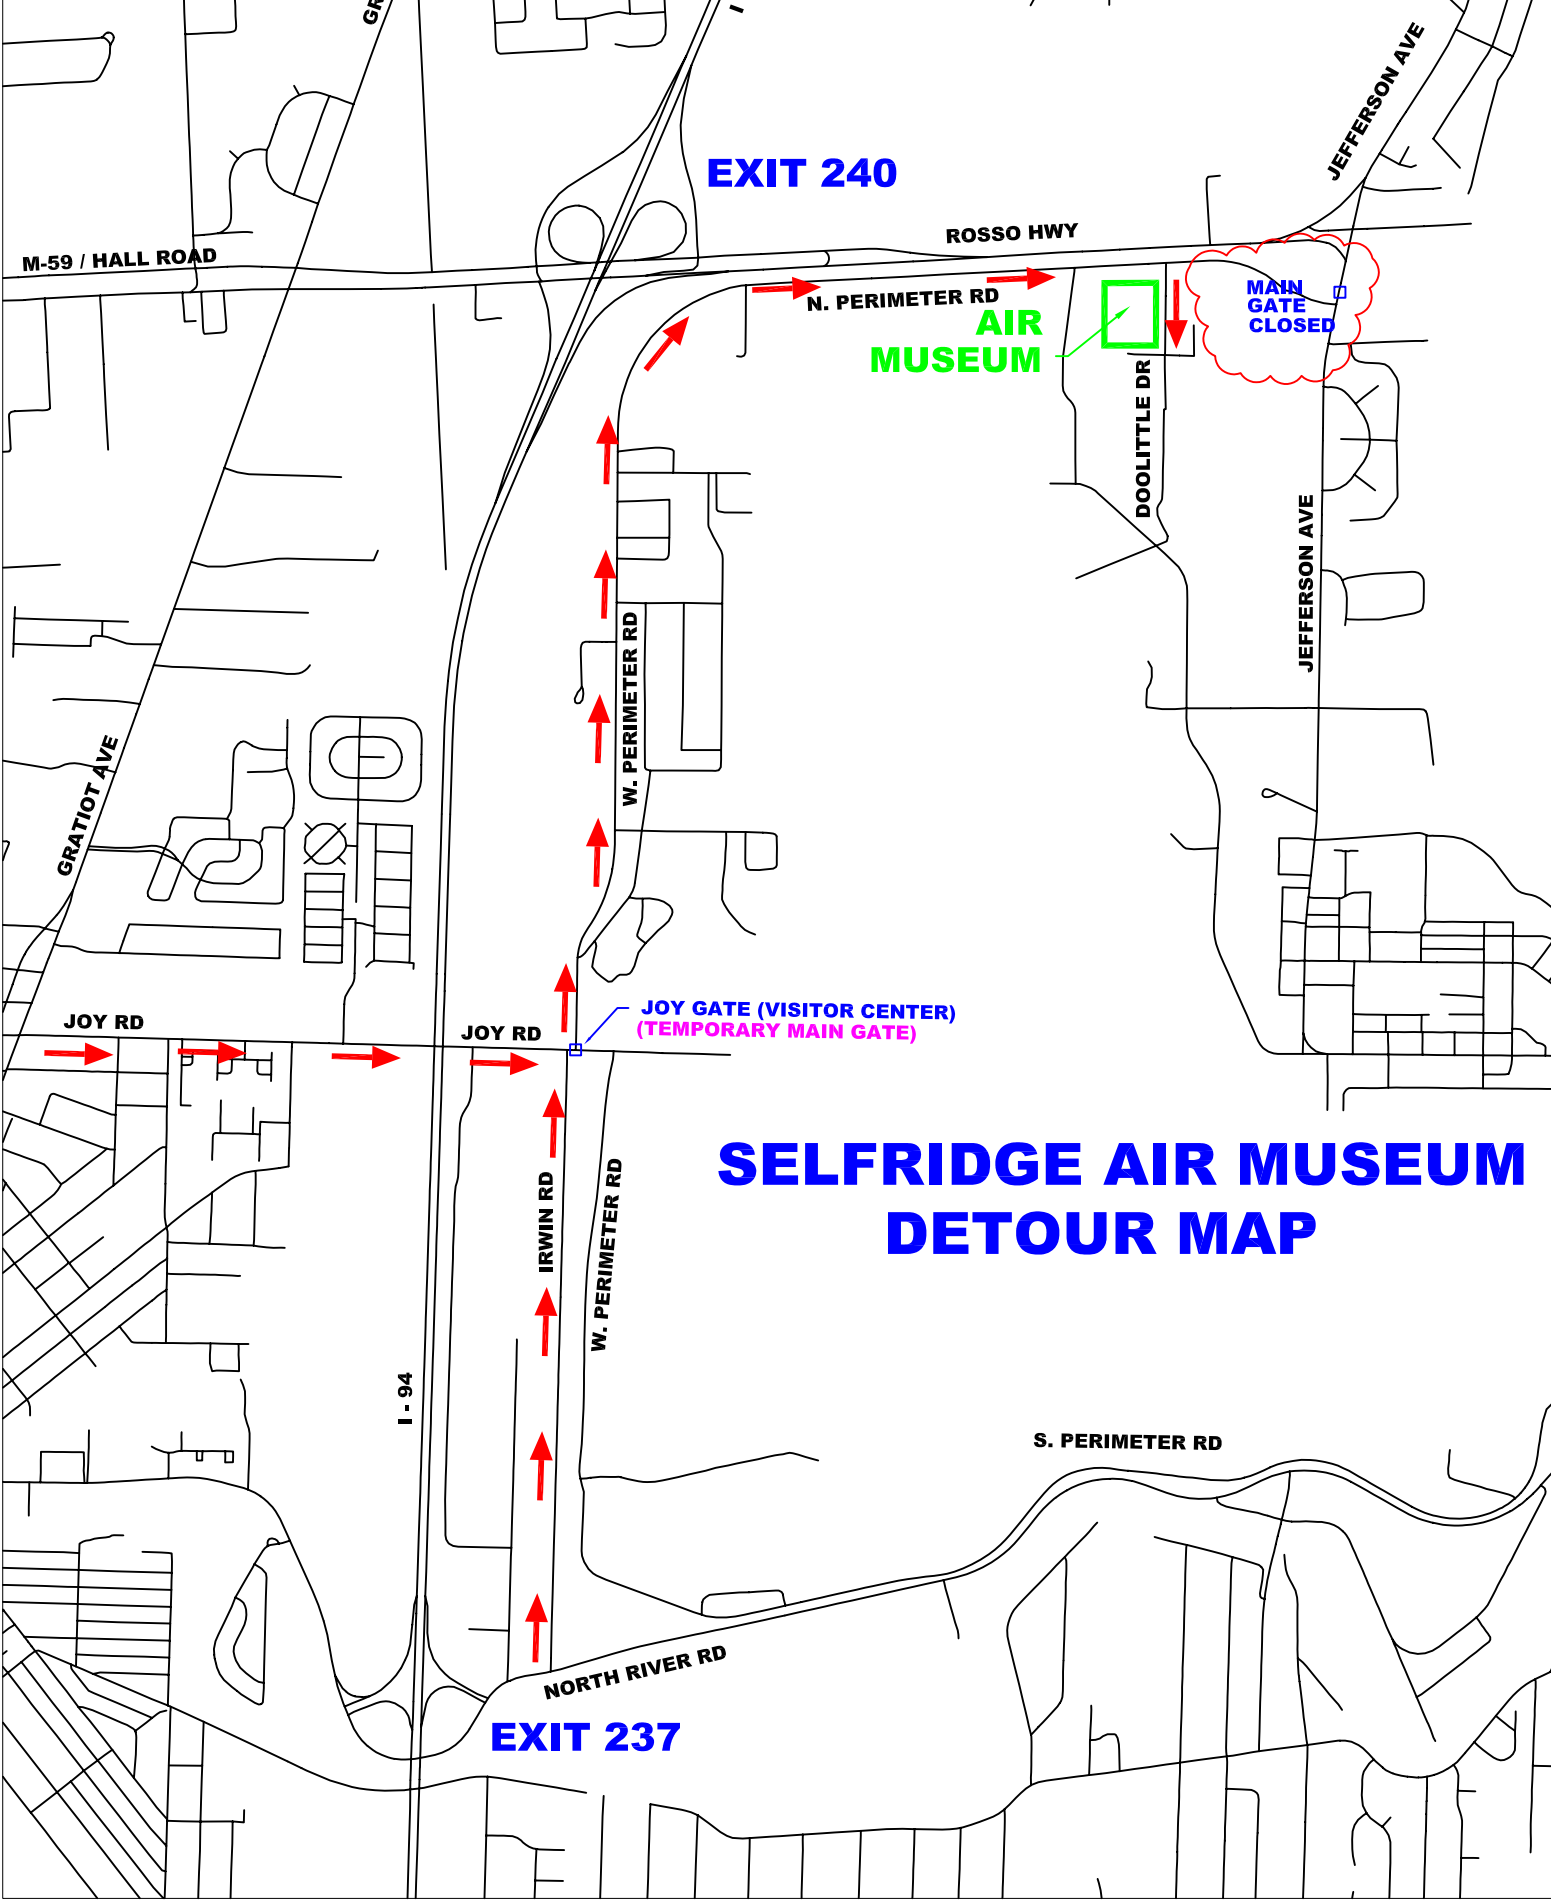 GR
I
JEFFERSON AVE
EXIT 240
ROSSO HWY
M-59 / HALL ROAD
N. PERIMETER RD
MAIN
GATE
CLOSED
AIR
MUSEUM
DOOLITTLE DR
JEFFERSON AVE
W. PERIMETER RD
GRATIOT AVE
JOY GATE (VISITOR CENTER)
(TEMPORARY MAIN GATE)
JOY RD
JOY RD
SELFRIDGE AIR MUSEUM
DETOUR MAP
IRWIN RD
W. PERIMETER RD
I - 94
S. PERIMETER RD
NORTH RIVER RD
EXIT 237